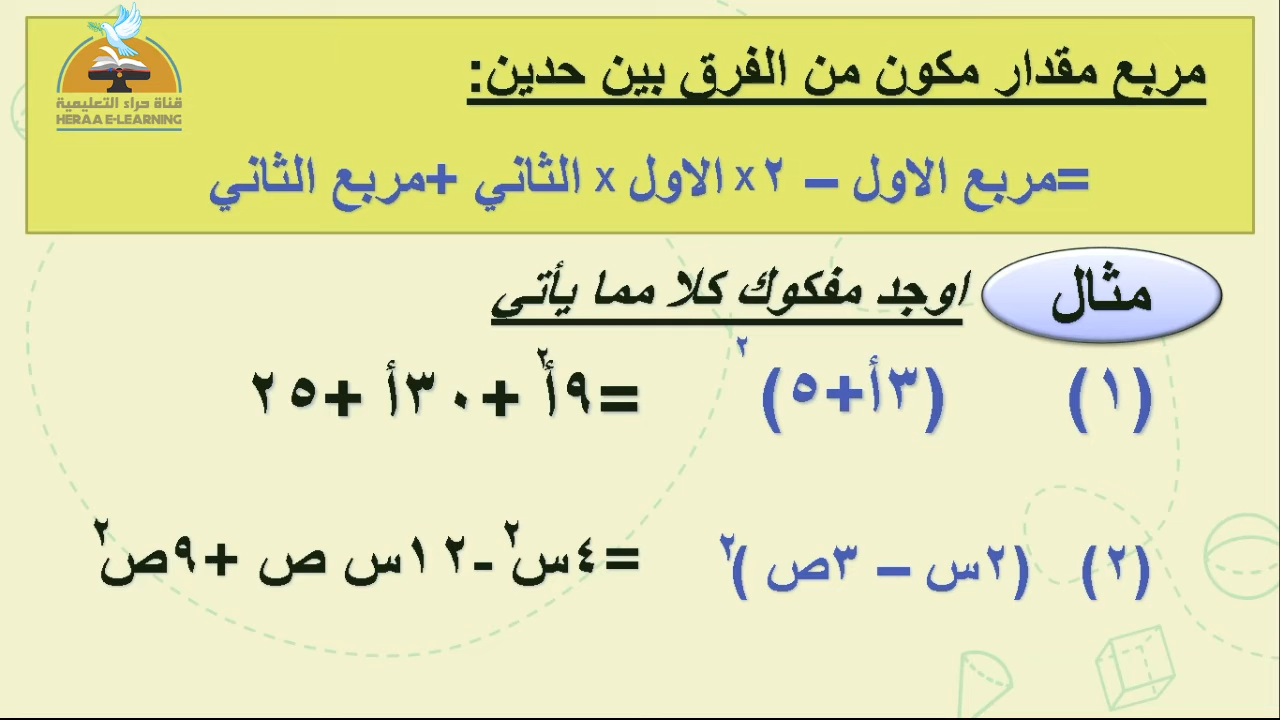 قناة حراء التعليمية
HERAA E-LEARNING
مربع مقدار مكون من الفرق بين حدين:
=مربع الاول – ٢ x الاول x الثاني +مربع الثاني
مثال
اوجد مفكوك كلا مما يأتي
(١) (٣أ+٥)٢ =٩أ٢ +٣٠أ +٢٥
(٢) (٢س – ٣ص )٢ =٤س٢ -١٢س ص +٩ص٢